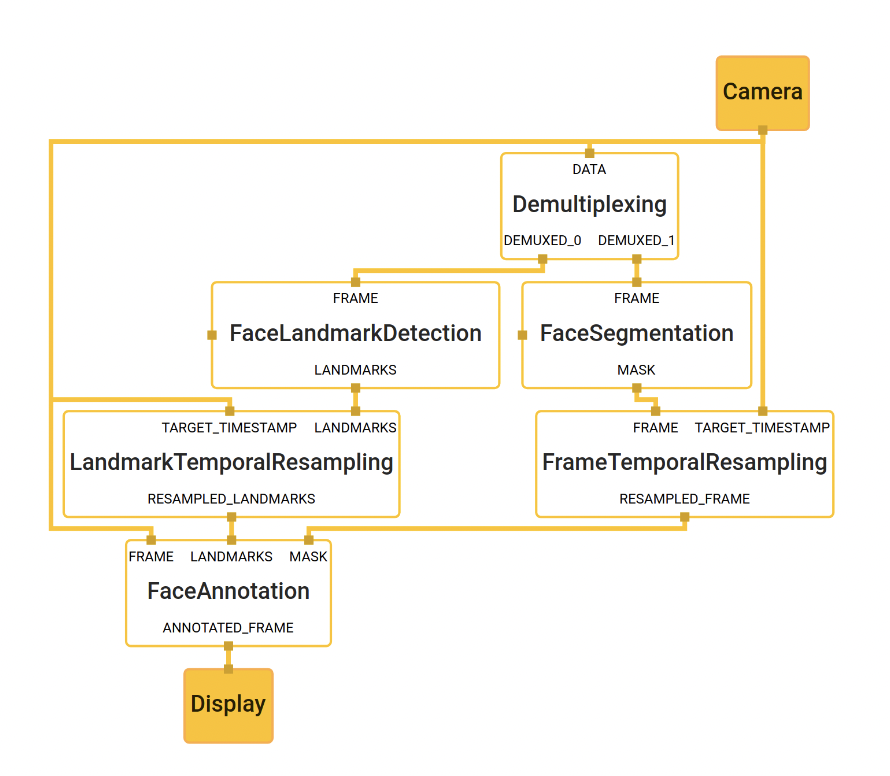 Camera
DATA
Demultiplexing
DEMUXED_0 DEMUXED_1
FRAME
FaceLandmarkDetection
LANDMARKS
FRAME
FaceSegmentation
MASK
TARGET_TIMESTAMP LANDMARKS
LandmarkTemporalResampling
RESAMPLED_LANDMARKS
FRAME TARGET_TIMESTAMP
FrameTemporalResampling
RESAMPLED_FRAME
FRAME LANDMARKS MASK
FaceAnnotation
ANNOTATED_FRAME
Display